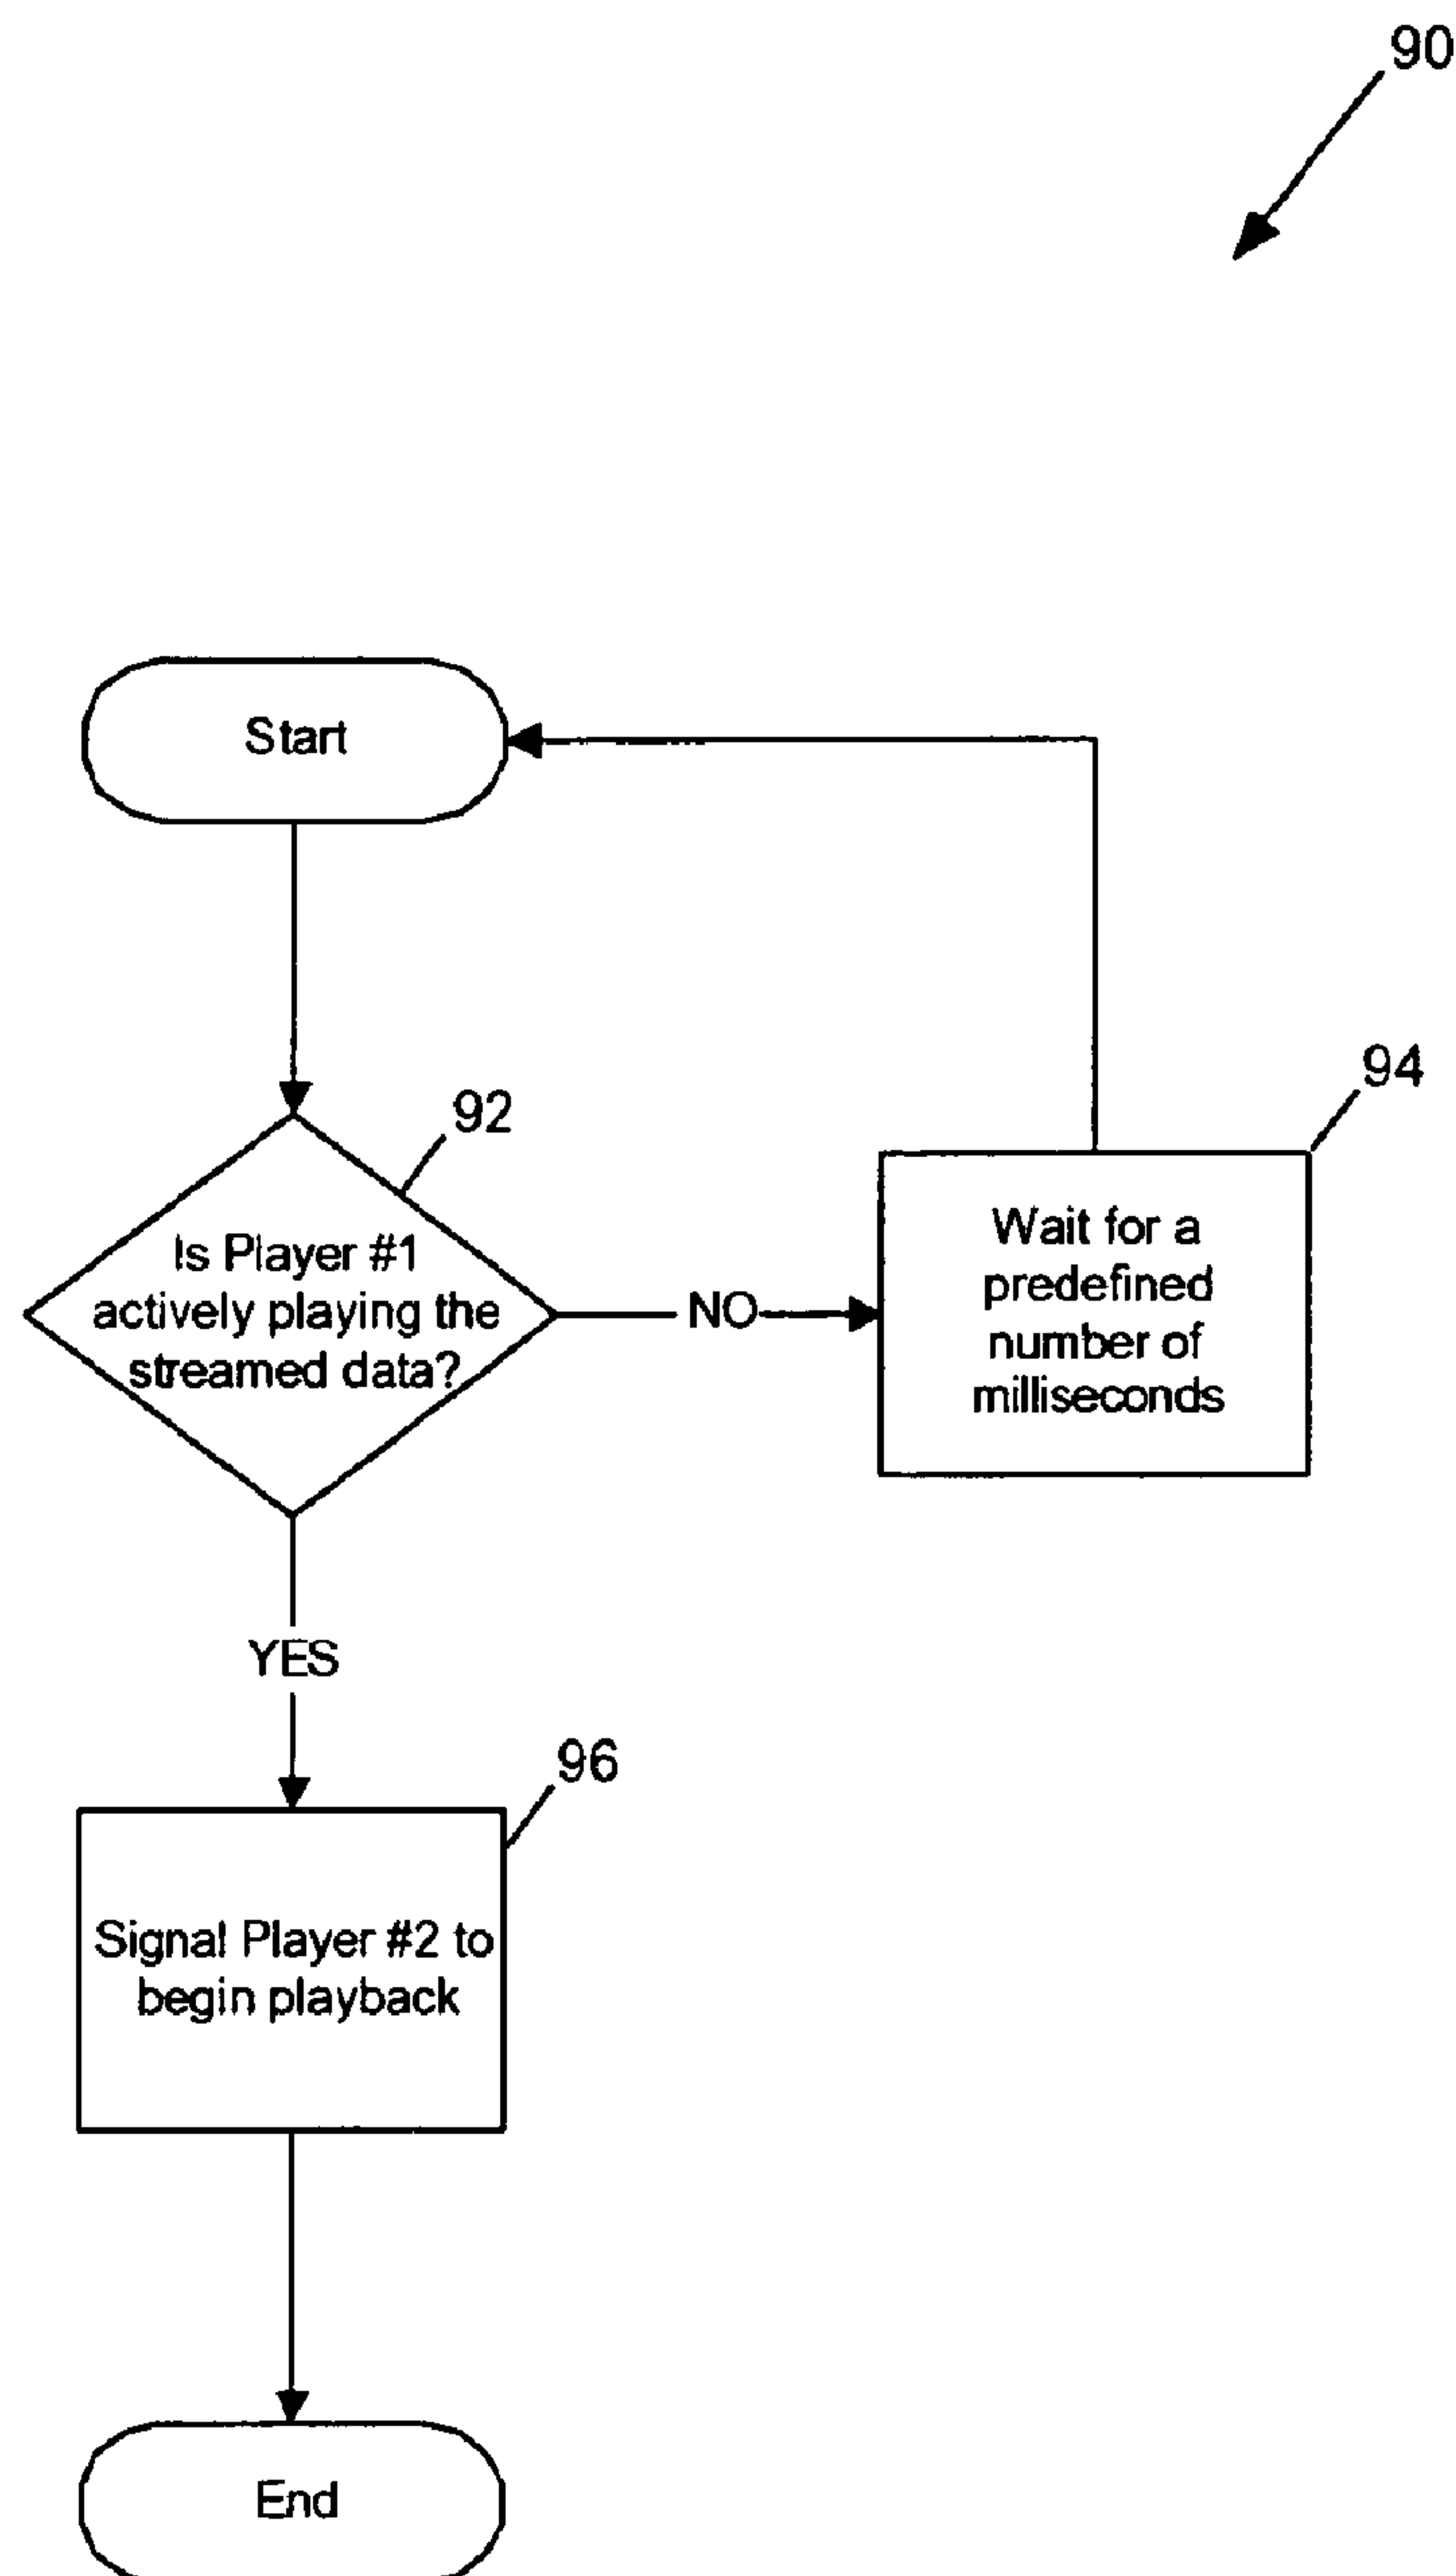 90
Start
92
Is Player #1
actively playing the
streamed data?
NO
94
Wait for a
predefined
number of
milliseconds
YES
96
Signal Player #2 to
begin playback
End